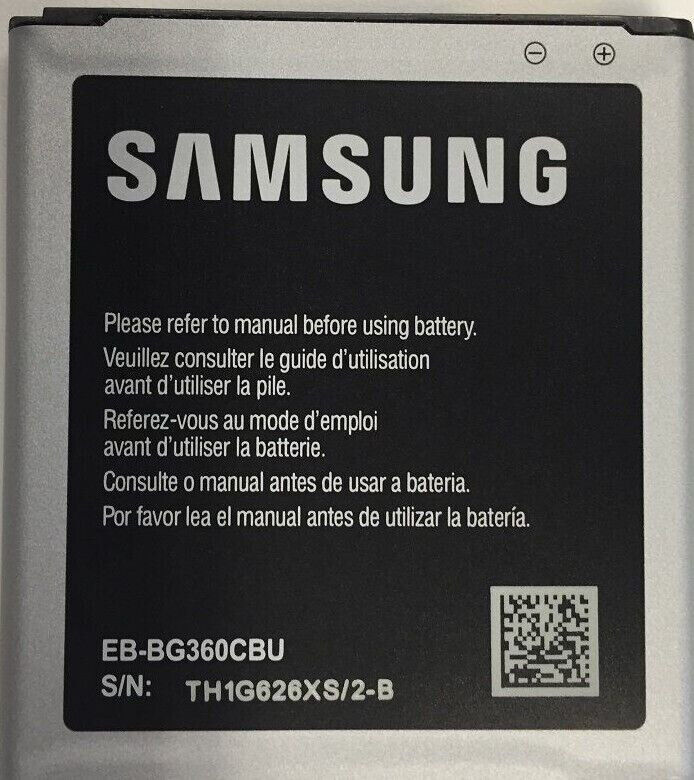 SAMSUNG
Please refer to manual before using battery.
Veuillez consulter le guide d'utilisation
avant d'utiliser la pile.
Referez-vous au mode d'emploi
avant d'utiliser la batterie.
Consulte o manual antes de usar a bateria.
Por favor lea el manual antes de utilizar la batería.
EB-BG360CBU
S/N: TH1G626XS/2-B